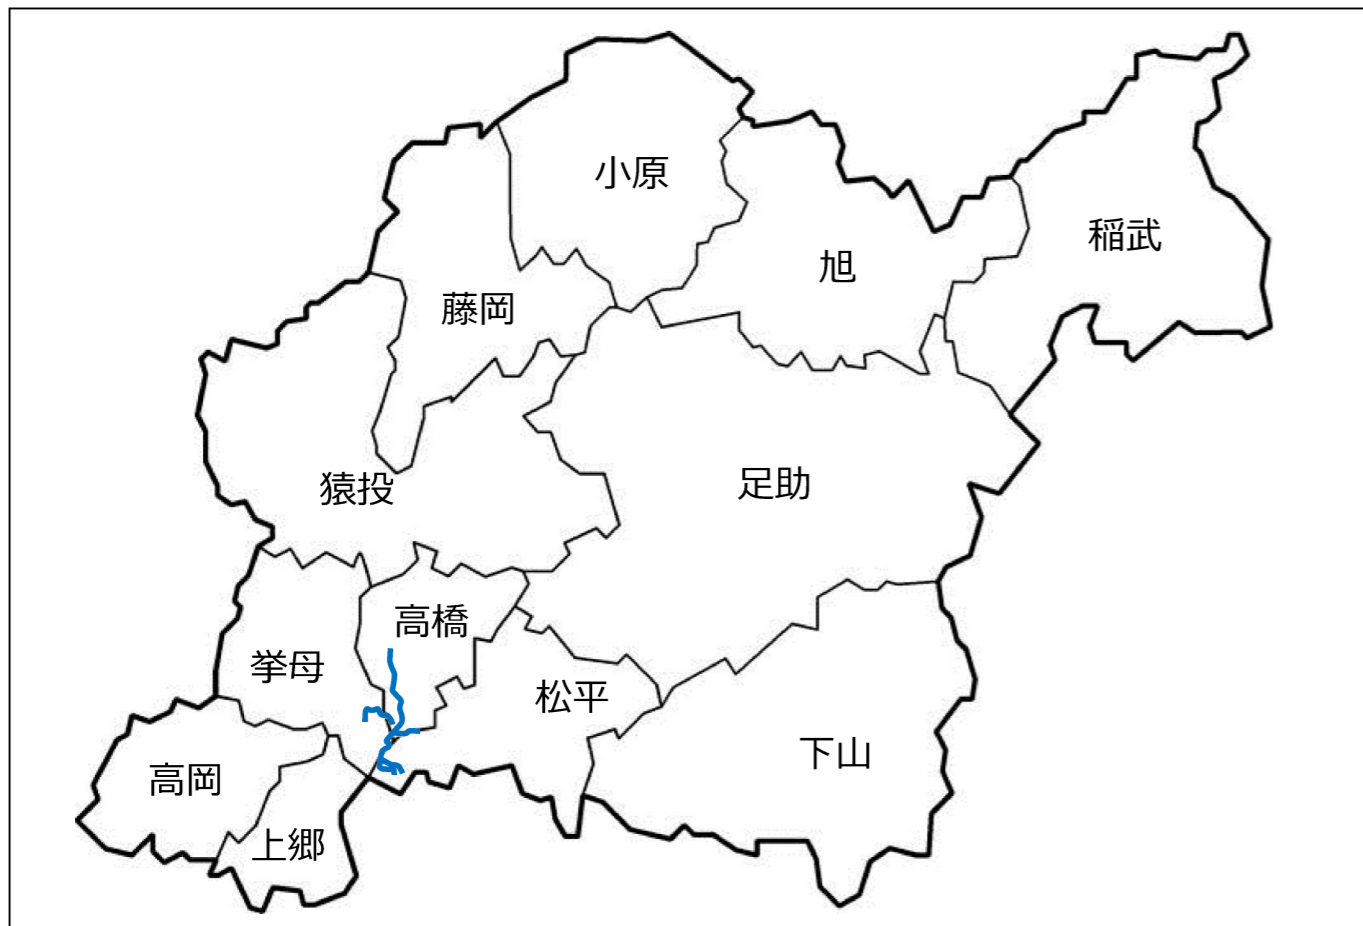 小原
稲武
旭
藤岡
足助
猿投
高橋
挙母
松平
下山
高岡
上郷